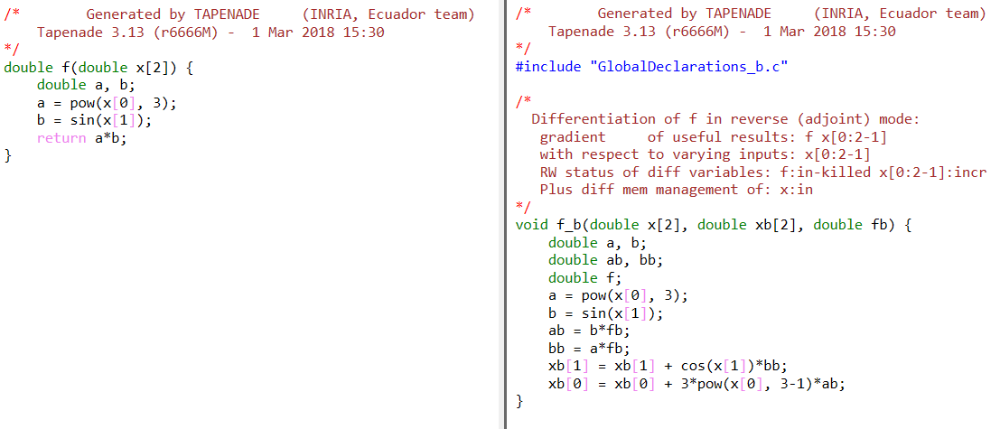 /*        Generated by TAPENADE     (INRIA, Ecuador team)
    Tapenade 3.13 (r6666M) -  1 Mar 2018 15:30
*/
double f(double x[2]) {
    double a, b;
    a = pow(x[0], 3);
    b = sin(x[1]);
    return a*b;
}
/*        Generated by TAPENADE     (INRIA, Ecuador team)
    Tapenade 3.13 (r6666M) -  1 Mar 2018 15:30
*/
#include "GlobalDeclarations_b.c"

/*
  Differentiation of f in reverse (adjoint) mode:
   gradient     of useful results: f x[0:2-1]
   with respect to varying inputs: x[0:2-1]
   RW status of diff variables: f:in-killed x[0:2-1]:incr
   Plus diff mem management of: x:in
*/
void f_b(double x[2], double xb[2], double fb) {
    double a, b;
    double ab, bb;
    double f;
    a = pow(x[0], 3);
    b = sin(x[1]);
    ab = b*fb;
    bb = a*fb;
    xb[1] = xb[1] + cos(x[1])*bb;
    xb[0] = xb[0] + 3*pow(x[0], 3-1)*ab;
}